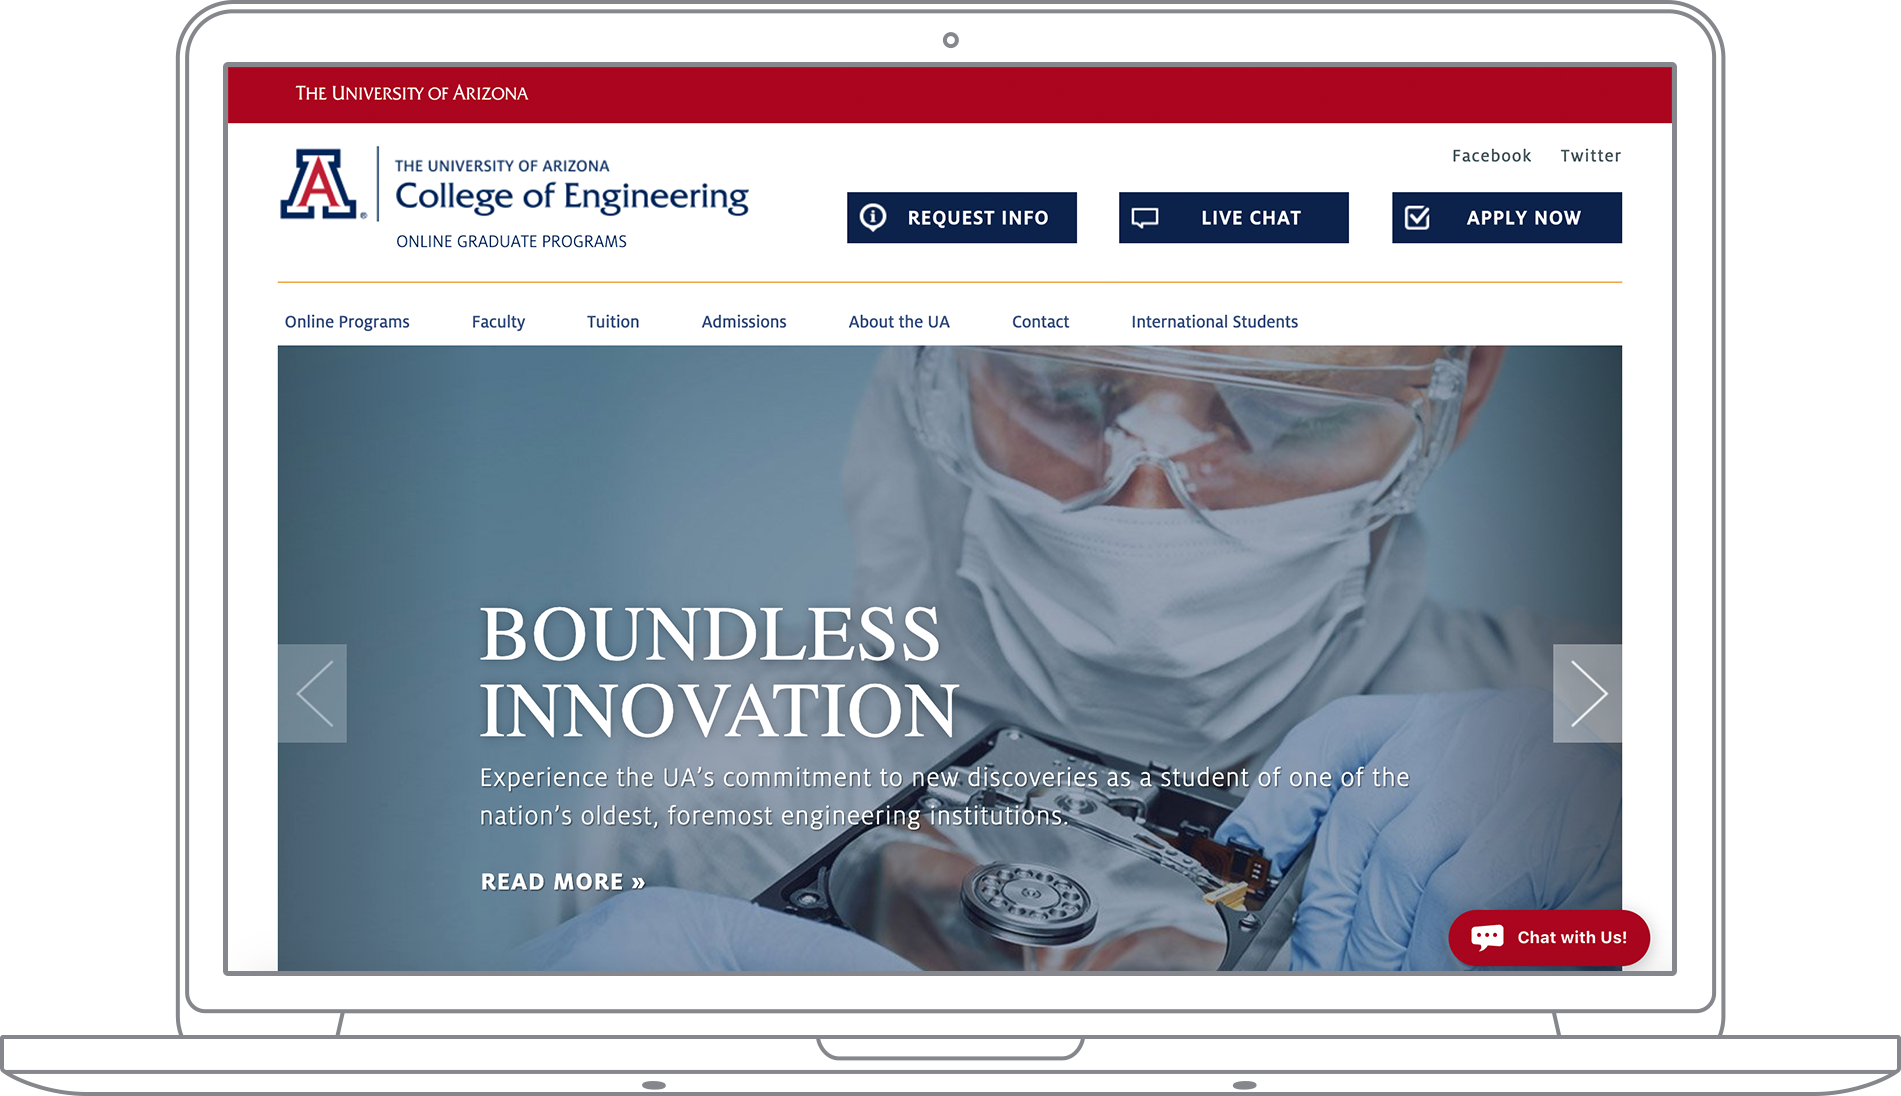 THE UNIVERSITY OF ARIZONA
A
®
THE UNIVERSITY OF ARIZONA
College of Engineering
ONLINE GRADUATE PROGRAMS
Facebook Twitter
REQUEST INFO LIVE CHAT APPLY NOW
Online Programs Faculty Tuition Admissions About the UA Contact International Students
BOUNDLESS
INNOVATION
Experience the UA’s commitment to new discoveries as a student of one of the
nation’s oldest, foremost engineering institutions.
READ MORE »
Chat with Us!